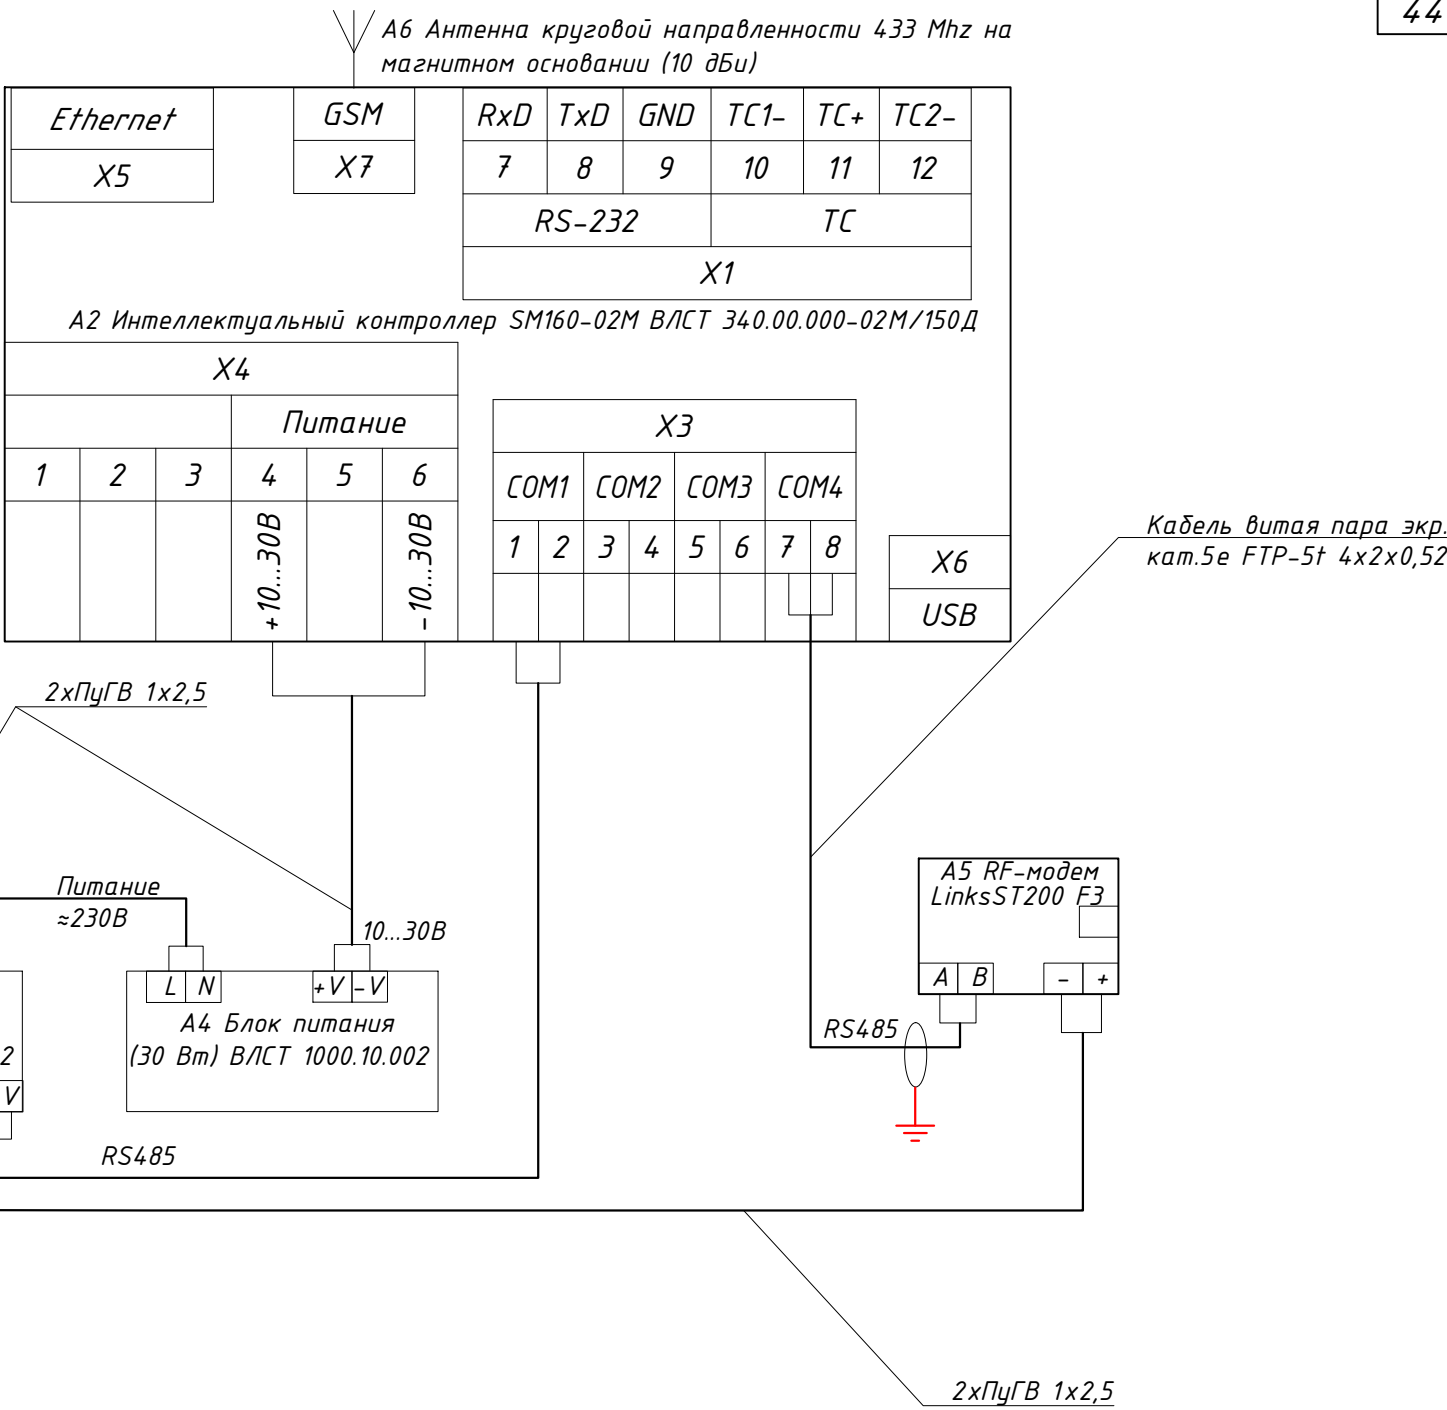 44
А6 Антенна круговой направленности 433 Mhz на
магнитном основании (10 дБи)
Ethernet
X5
GSM
X7
RxD TxD GND TC1- TC+ TC2-
7 8 9 10 11 12
RS-232 TC
X1
А2 Интеллектуальный контроллер SM160-02М ВЛСТ 340.00.000-02М/150Д
X4
Питание
1 2 3 4 5 6
+10...30В -10...30В
X3
COM1 COM2 COM3 COM4
1 2 3 4 5 6 7 8
X6
USB
Кабель витая пара экр.
кат.5е FTP-5t 4х2х0,52
2хПуГВ 1х2,5
Питание
≈230В
10...30В
L N +V -V
А4 Блок питания
(30 Вт) ВЛСТ 1000.10.002
2
V
А5 RF-модем
LinksST200 F3
A B - +
RS485
RS485
2хПуГВ 1х2,5